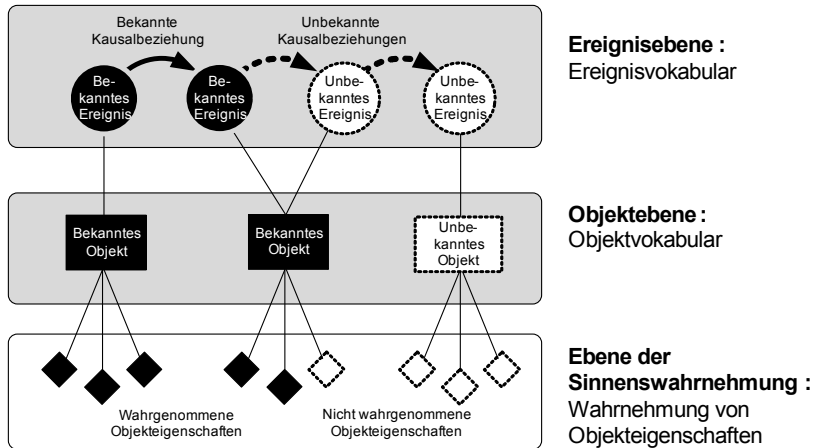 Bekannte
Kausalbeziehung
Unbekannte
Kausalbeziehungen
Be-
kanntes
Ereignis
Be-
kanntes
Ereignis
Unbe-
kanntes
Ereignis
Unbe-
kanntes
Ereignis
Ereignisebene :
Ereignisvokabular
Bekanntes
Objekt
Bekanntes
Objekt
Unbe-
kanntes
Objekt
Objektebene :
Objektvokabular
Wahrgenommene
Objekteigenschaften
Nicht wahrgenommene
Objekteigenschaften
Ebene der
Sinnenswahrnehmung :
Wahrnehmung von
Objekteigenschaften